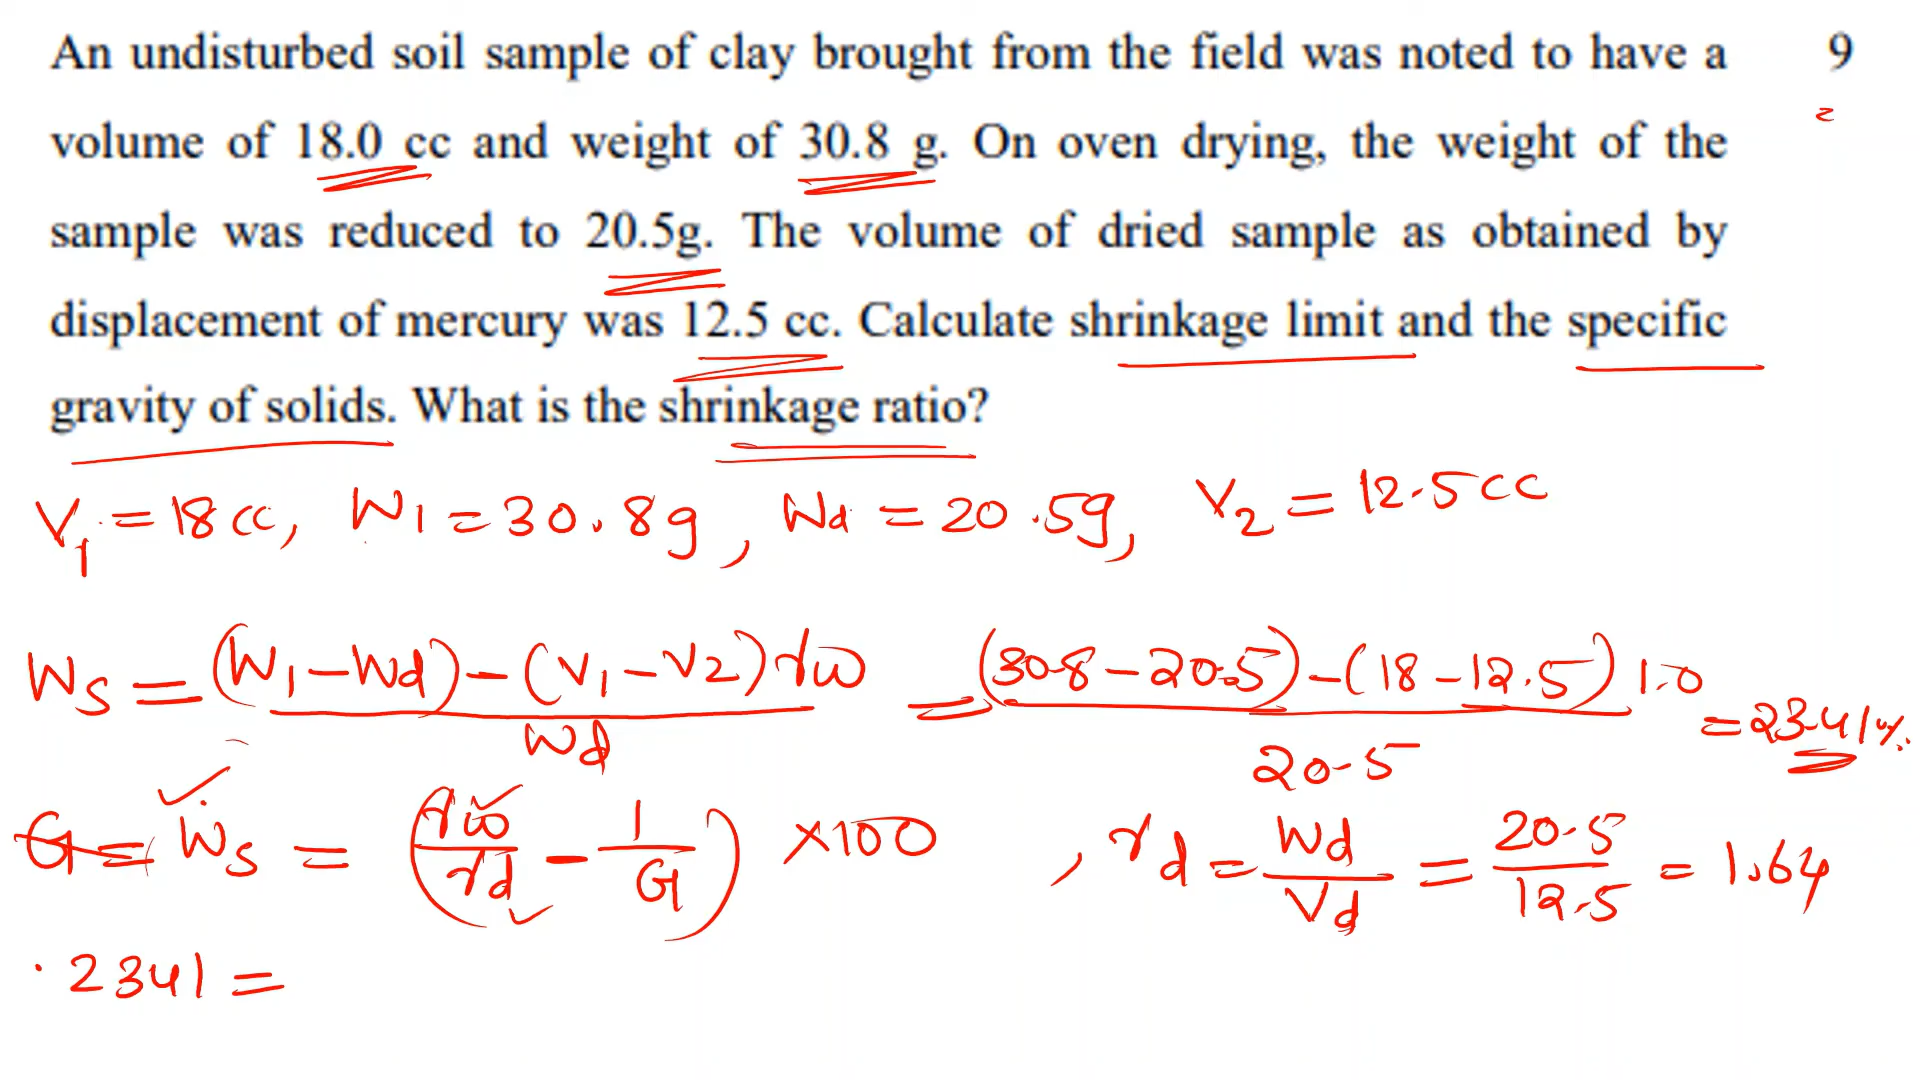 An undisturbed soil sample of clay brought from the field was noted to have a 9
volume of 18.0 cc and weight of 30.8 g. On oven drying, the weight of the
sample was reduced to 20.5g. The volume of dried sample as obtained by
displacement of mercury was 12.5 cc. Calculate shrinkage limit and the specific
gravity of solids. What is the shrinkage ratio?
V₁ = 18 cc, W1 = 30.8g, Wd = 20.5g, V₂ = 12.5cc
Ws = (W1 - Wd) - (V1 - V2) γω / Wd = (30.8 - 20.5) - (18 - 12.5) 1.0 / 20.5 = 23.41%
Ws = (γω / γd - 1 / G) × 100, γd = Wd / Vd = 20.5 / 12.5 = 1.64
.2341 =